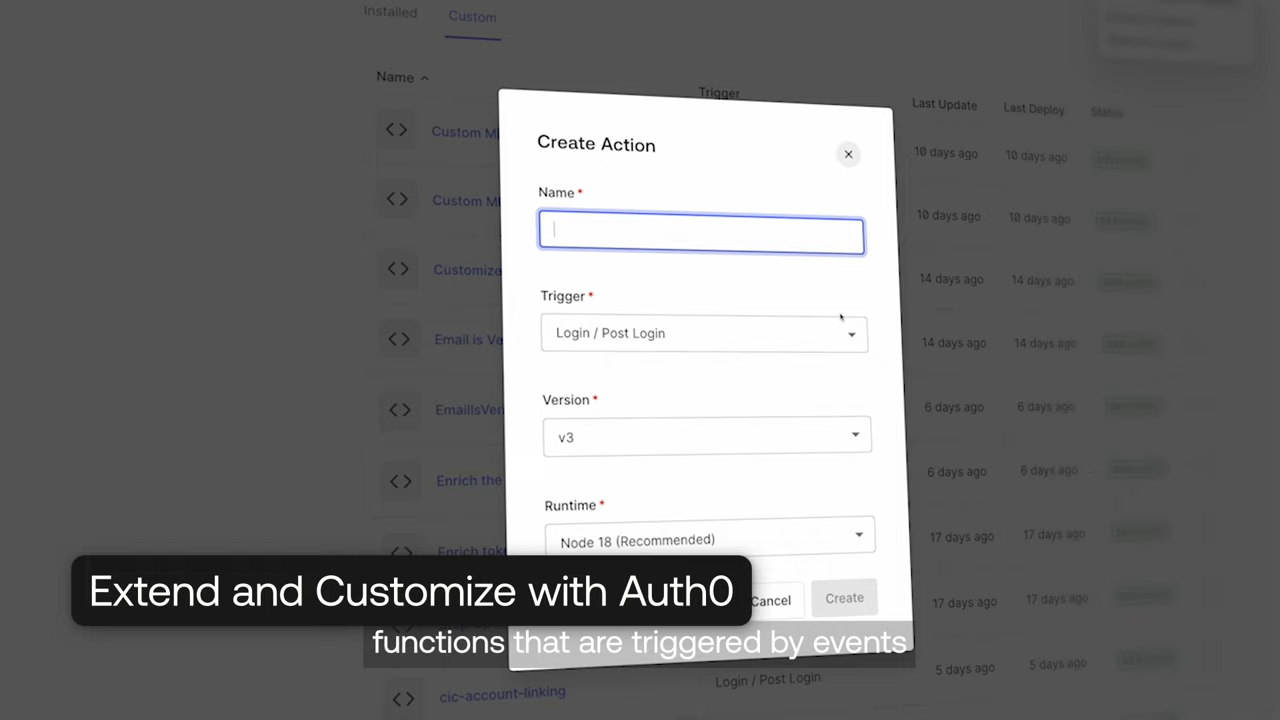 Installed Custom
Name Trigger Last Update Last Deploy Status
Create Action
Custom 10 days ago 10 days ago
Name *
Custom 10 days ago 10 days ago
Customize 14 days ago 14 days ago
Trigger *
Login / Post Login
Email is 14 days ago 14 days ago
Version *
6 days ago 6 days ago
v3
Enrich the 6 days ago 6 days ago
Runtime *
Node 18 (Recommended)
Enrich 17 days ago 17 days ago
Extend and Customize with Auth0
Cancel Create
17 days ago 17 days ago
functions that are triggered by events
cic-account-linking Login / Post Login 5 days ago 5 days ago